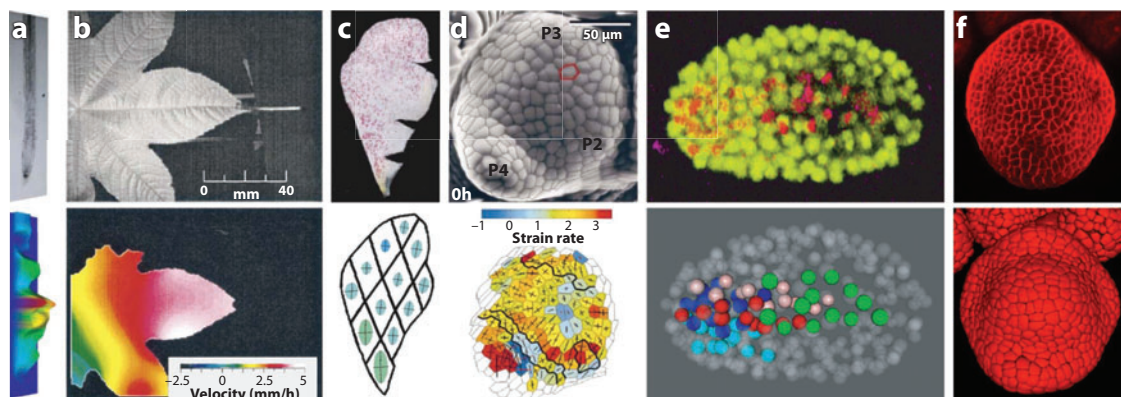 a
b
c
d
e
f
P3
50 µm
P2
P4
0h
0
40
mm
−1 0 1 2 3
Strain rate
−2.5 0 2.5 5
Velocity (mm/h)